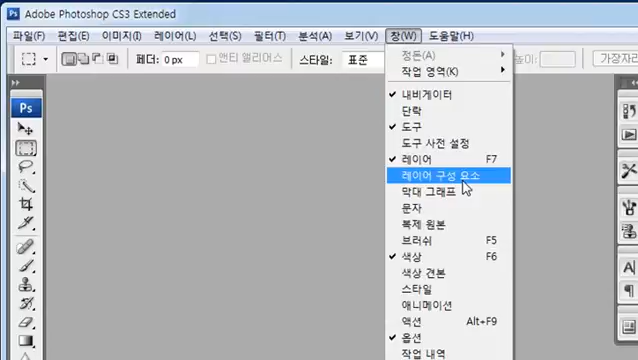 Ps Adobe Photoshop CS3 Extended
파일(F) 편집(E) 이미지(I) 레이어(L) 선택(S) 필터(T) 분석(A) 보기(V) 창(W) 도움말(H)
페더: 0 px 앤티 앨리어스 스타일: 표준 높이: 가장자리
Ps
정돈(A)
작업 영역(K)
내비게이터
단락
도구
도구 사전 설정
레이어 F7
레이어 구성 요소
막대 그래프
문자
복제 원본
브러쉬 F5
색상 F6
색상 견본
스타일
애니메이션
액션 Alt+F9
옵션
작업 내역